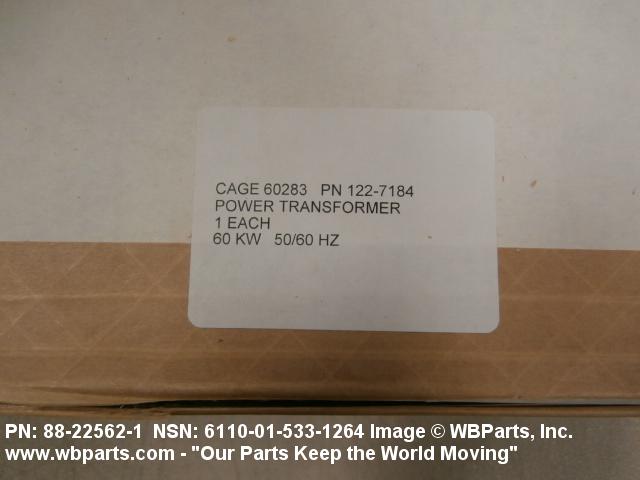 CAGE 60283 PN 122-7184
POWER TRANSFORMER
1 EACH
60 KW 50/60 HZ
PN: 88-22562-1 NSN: 6110-01-533-1264 Image © WBParts, Inc.
www.wbparts.com - "Our Parts Keep the World Moving"